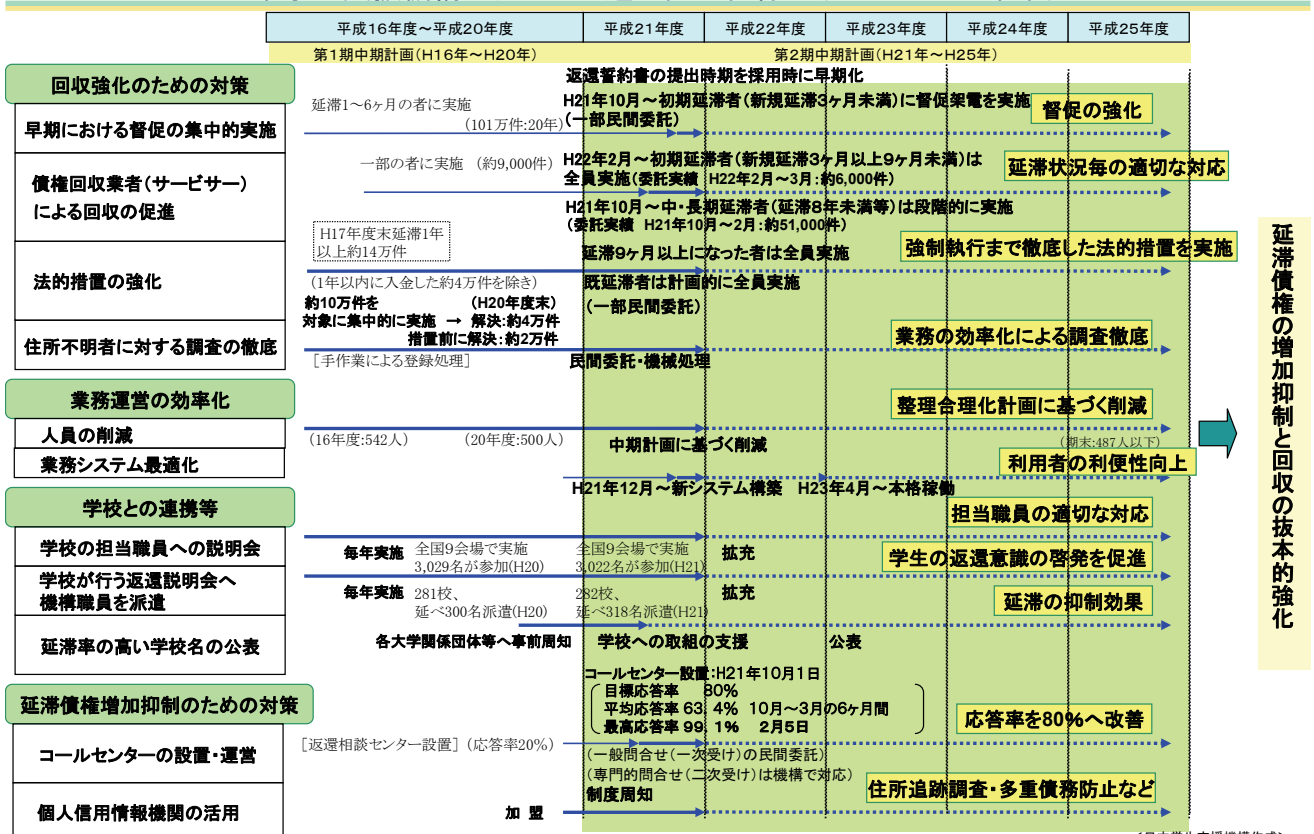 平成16年度～平成20年度
平成21年度
平成22年度
平成23年度
平成24年度
平成25年度
第1期中期計画(H16年～H20年)
第2期中期計画(H21年～H25年)
回収強化のための対策
返還誓約書の提出時期を採用時に早期化
早期における督促の集中的実施
延滞1～6ヶ月の者に実施
(101万件:20年)
H21年10月～初期延滞者(新規延滞3ヶ月未満)に督促架電を実施
(一部民間委託)
督促の強化
債権回収業者(サービサー)
による回収の促進
一部の者に実施 (約9,000件)
H22年2月～初期延滞者(新規延滞3ヶ月以上9ヶ月未満)は
全員実施(委託実績 H22年2月～3月:約6,000件)
延滞状況毎の適切な対応
H21年10月～中・長期延滞者(延滞8年未満等)は段階的に実施
(委託実績 H21年10月～2月:約51,000件)
法的措置の強化
H17年度末延滞1年
以上約14万件
(1年以内に入金した約4万件を除き)
約10万件を (H20年度末)
対象に集中的に実施 → 解決:約4万件
措置前に解決:約2万件
延滞9ヶ月以上になった者は全員実施
既延滞者は計画的に全員実施
(一部民間委託)
強制執行まで徹底した法的措置を実施
住所不明者に対する調査の徹底
[手作業による登録処理]
民間委託・機械処理
業務の効率化による調査徹底
業務運営の効率化
整理合理化計画に基づく削減
人員の削減
(16年度:542人)
(20年度:500人)
中期計画に基づく削減
(期末:487人以下)
業務システム最適化
利用者の利便性向上
H21年12月～新システム構築 H23年4月～本格稼働
学校との連携等
担当職員の適切な対応
学校の担当職員への説明会
毎年実施 全国9会場で実施
3,029名が参加(H20)
全国9会場で実施
3,022名が参加(H21)
拡充
学生の返還意識の啓発を促進
学校が行う返還説明会へ
機構職員を派遣
毎年実施 281校、
延べ300名派遣(H20)
282校、
延べ318名派遣(H21)
拡充
延滞の抑制効果
延滞率の高い学校名の公表
各大学関係団体等へ事前周知
学校への取組の支援
公表
延滞債権増加抑制のための対策
コールセンター設置:H21年10月1日
目標応答率 80%
平均応答率 63.4% 10月～3月の6ヶ月間
最高応答率 99.1% 2月5日
応答率を80%へ改善
コールセンターの設置・運営
[返還相談センター設置] (応答率20%)
(一般問合せ(一次受け)の民間委託)
(専門的問合せ(二次受け)は機構で対応)
個人信用情報機関の活用
加 盟
制度周知
住所追跡調査・多重債務防止など
延滞債権の増加抑制と回収の抜本的強化